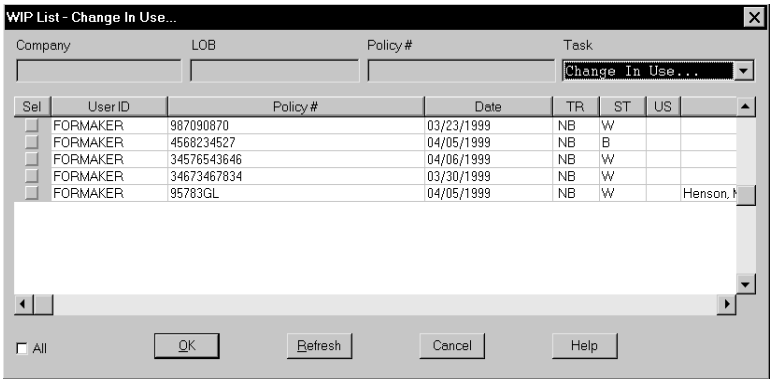 WIP List - Change In Use...
Company LOB Policy # Task
Change In Use...
Sel User ID Policy # Date TR ST US
FORMAKER 987090870 03/23/1999 NB W
FORMAKER 4568234527 04/05/1999 NB B
FORMAKER 34576543646 04/06/1999 NB W
FORMAKER 34673467834 03/30/1999 NB W
FORMAKER 95783GL 04/05/1999 NB W Henson,
All OK Refresh Cancel Help